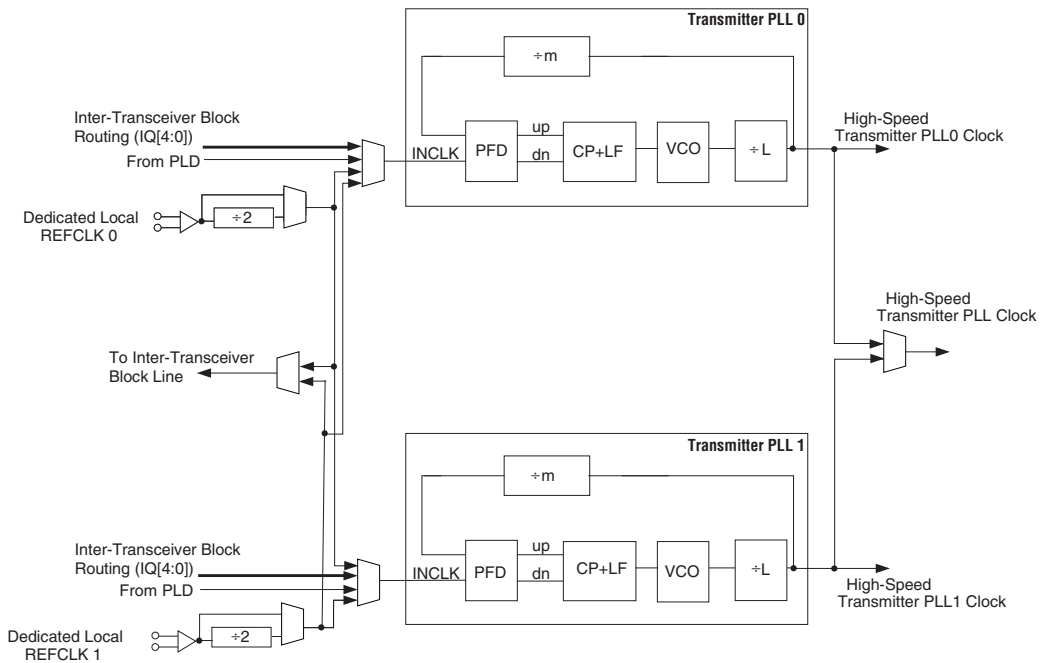 Transmitter PLL 0
÷m
Inter-Transceiver Block
Routing (IQ[4:0])
From PLD
INCLK
PFD
up
dn
CP+LF
VCO
÷L
High-Speed
Transmitter PLL0 Clock
Dedicated Local
REFCLK 0
÷2
High-Speed
Transmitter PLL Clock
To Inter-Transceiver
Block Line
Transmitter PLL 1
÷m
Inter-Transceiver Block
Routing (IQ[4:0])
From PLD
INCLK
PFD
up
dn
CP+LF
VCO
÷L
High-Speed
Transmitter PLL1 Clock
Dedicated Local
REFCLK 1
÷2